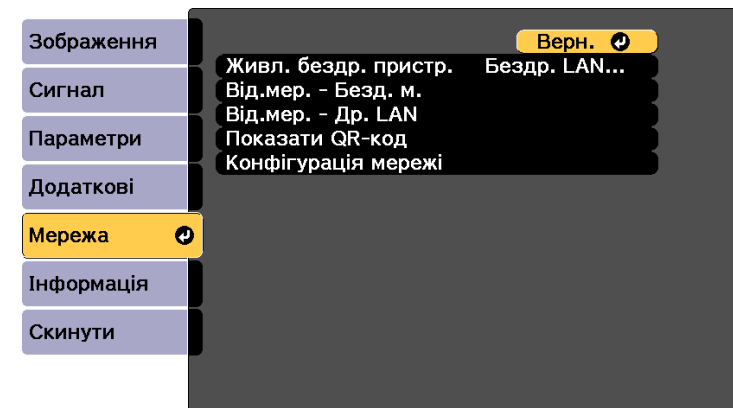 Зображення
Сигнал
Параметри
Додаткові
Мережа
Інформація
Скинути
Верн.
Живл. бездр. пристр. Бездр. LAN...
Від.мер. - Безд. м.
Від.мер. - Др. LAN
Показати QR-код
Конфігурація мережі